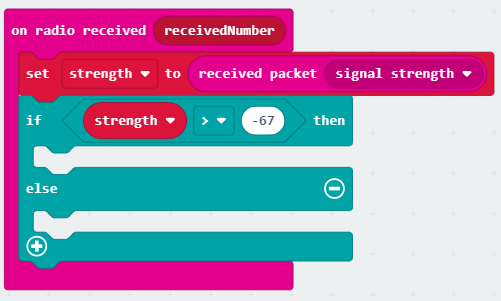 on radio received receivedNumber
set strength to received packet signal strength
if strength > -67 then
else